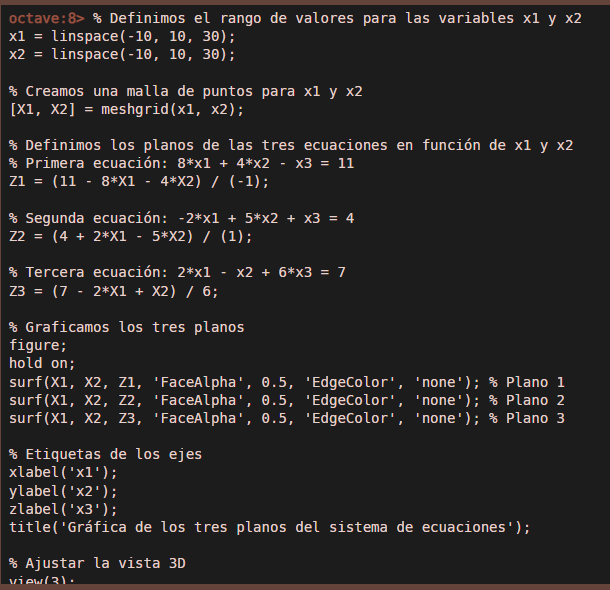 octave:8> % Definimos el rango de valores para las variables x1 y x2
x1 = linspace(-10, 10, 30);
x2 = linspace(-10, 10, 30);

% Creamos una malla de puntos para x1 y x2
[X1, X2] = meshgrid(x1, x2);

% Definimos los planos de las tres ecuaciones en función de x1 y x2
% Primera ecuación: 8*x1 + 4*x2 - x3 = 11
Z1 = (11 - 8*X1 - 4*X2) / (-1);

% Segunda ecuación: -2*x1 + 5*x2 + x3 = 4
Z2 = (4 + 2*X1 - 5*X2) / (1);

% Tercera ecuación: 2*x1 - x2 + 6*x3 = 7
Z3 = (7 - 2*X1 + X2) / 6;

% Graficamos los tres planos
figure;
hold on;
surf(X1, X2, Z1, 'FaceAlpha', 0.5, 'EdgeColor', 'none'); % Plano 1
surf(X1, X2, Z2, 'FaceAlpha', 0.5, 'EdgeColor', 'none'); % Plano 2
surf(X1, X2, Z3, 'FaceAlpha', 0.5, 'EdgeColor', 'none'); % Plano 3

% Etiquetas de los ejes
xlabel('x1');
ylabel('x2');
zlabel('x3');
title('Gráfica de los tres planos del sistema de ecuaciones');

% Ajustar la vista 3D
view(3);